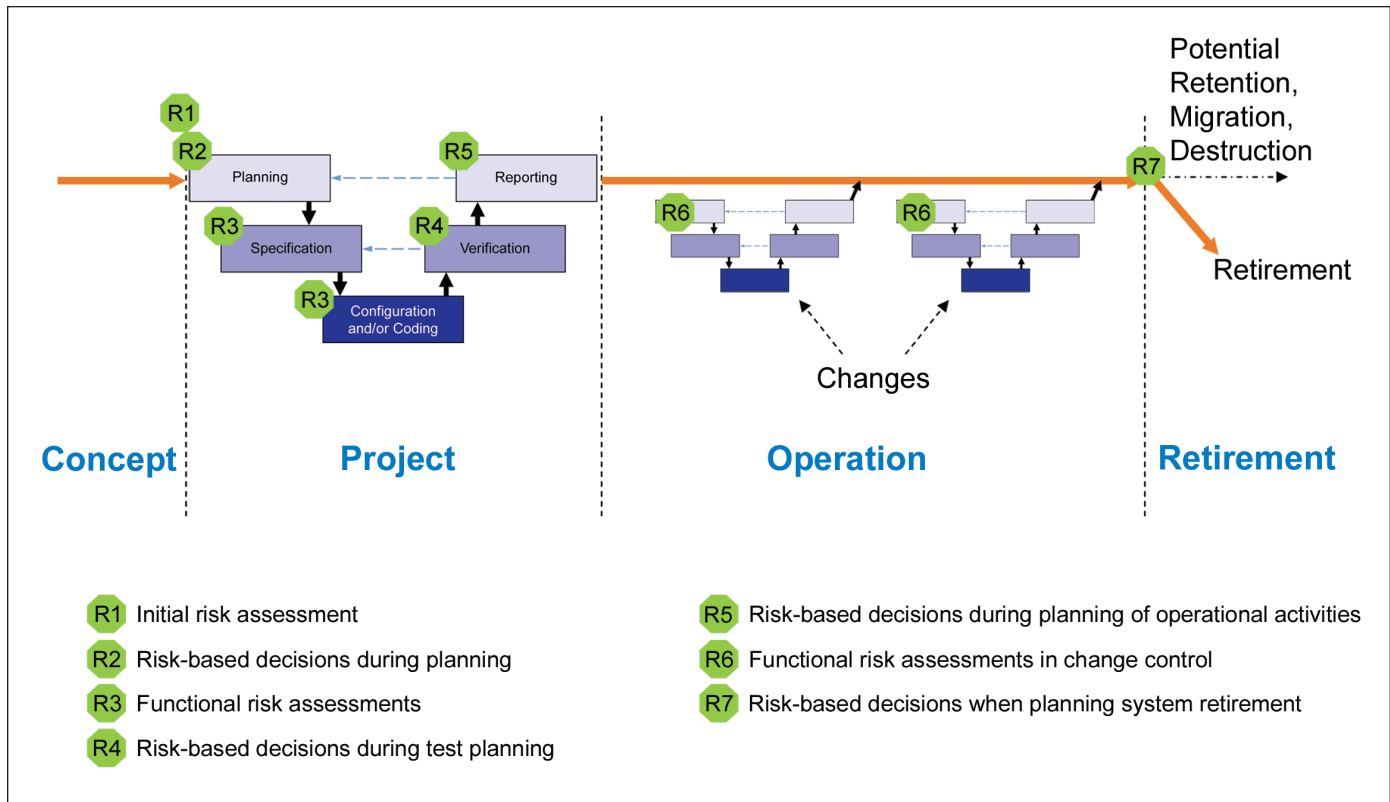 Potential
Retention,
Migration,
Destruction
R1
R2
R5
R7
Planning
Reporting
R3
R4
R6
R6
Specification
Verification
Retirement
R3
Configuration
and/or Coding
Changes
Concept
Project
Operation
Retirement
R1 Initial risk assessment
R2 Risk-based decisions during planning
R3 Functional risk assessments
R4 Risk-based decisions during test planning
R5 Risk-based decisions during planning of operational activities
R6 Functional risk assessments in change control
R7 Risk-based decisions when planning system retirement